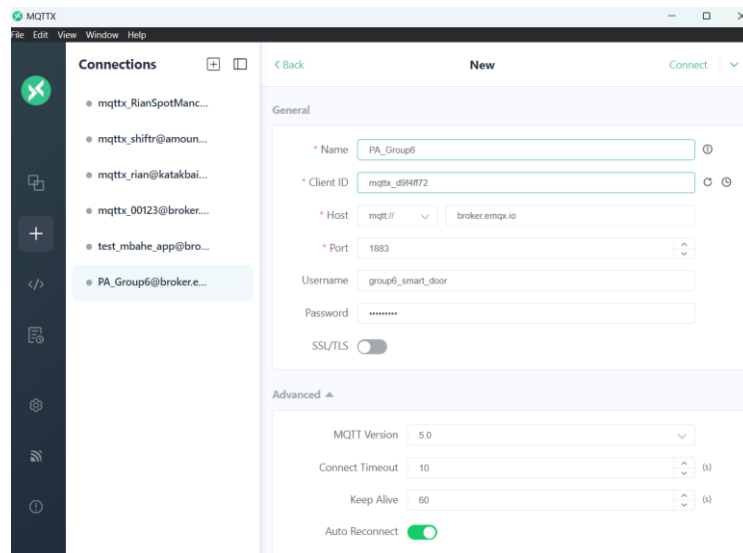 MQTTX
File Edit View Window Help
Connections
< Back
New
Connect
mqttx_RianSpotManc...
mqttx_shiftr@amoun...
mqttx_rian@katakbai...
mqttx_00123@broker....
test_mbahe_app@bro...
PA_Group6@broker.e...
General
* Name PA_Group6
* Client ID mqttx_d9f4ff72
* Host mqtt:// broker.emqx.io
* Port 1883
Username group6_smart_door
Password •••••••••
SSL/TLS
Advanced
MQTT Version 5.0
Connect Timeout 10 (s)
Keep Alive 60 (s)
Auto Reconnect